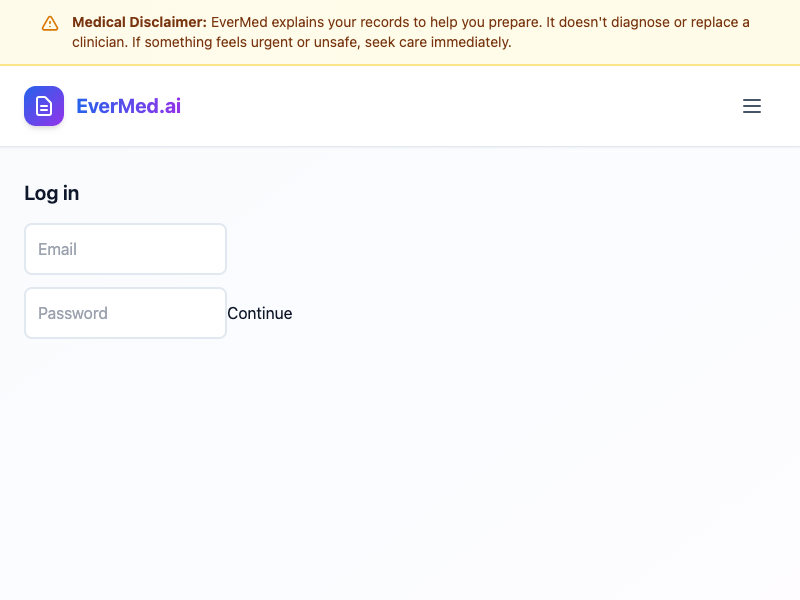 Medical Disclaimer: EverMed explains your records to help you prepare. It doesn't diagnose or replace a
clinician. If something feels urgent or unsafe, seek care immediately.
EverMed.ai
Log in
Email
Password
Continue